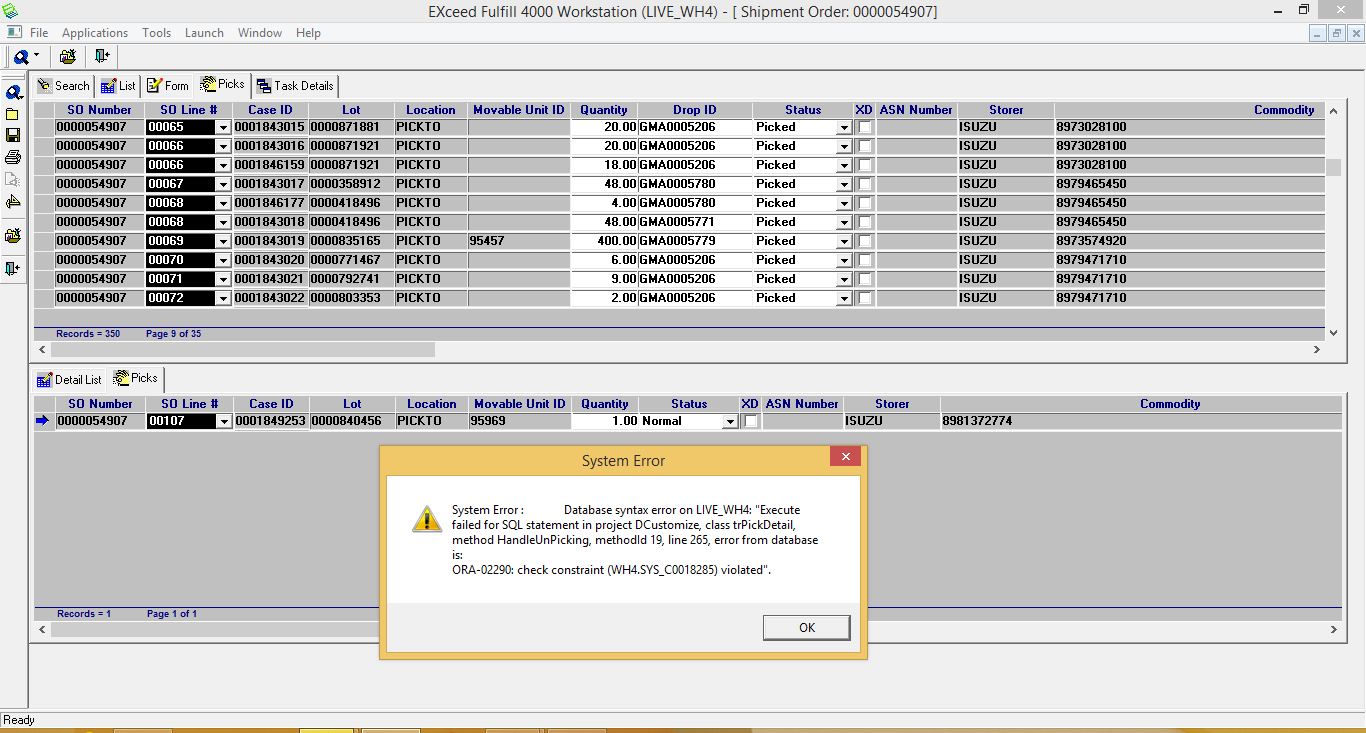 EXceed Fulfill 4000 Workstation (LIVE_WH4) - [ Shipment Order: 0000054907]
File Applications Tools Launch Window Help
Search List Form Picks Task Details
SO Number SO Line # Case ID Lot Location Movable Unit ID Quantity Drop ID Status XD ASN Number Storer Commodity
0000054907 00065 0001843015 0000871881 PICKTO 20.00 GMA0005206 Picked ISUZU 8973028100
0000054907 00066 0001843016 0000871921 PICKTO 20.00 GMA0005206 Picked ISUZU 8973028100
0000054907 00066 0001846159 0000871921 PICKTO 18.00 GMA0005206 Picked ISUZU 8973028100
0000054907 00067 0001843017 0000358912 PICKTO 48.00 GMA0005780 Picked ISUZU 8979465450
0000054907 00068 0001846177 0000418496 PICKTO 4.00 GMA0005780 Picked ISUZU 8979465450
0000054907 00068 0001843018 0000418496 PICKTO 48.00 GMA0005771 Picked ISUZU 8979465450
0000054907 00069 0001843019 0000835165 PICKTO 95457 400.00 GMA0005779 Picked ISUZU 8973574920
0000054907 00070 0001843020 0000771467 PICKTO 6.00 GMA0005206 Picked ISUZU 8979471710
0000054907 00071 0001843021 0000792741 PICKTO 9.00 GMA0005206 Picked ISUZU 8979471710
0000054907 00072 0001843022 0000803353 PICKTO 2.00 GMA0005206 Picked ISUZU 8979471710
Records = 350 Page 9 of 35
Detail List Picks
SO Number SO Line # Case ID Lot Location Movable Unit ID Quantity Status XD ASN Number Storer Commodity
0000054907 00107 0001849253 0000840456 PICKTO 95969 1.00 Normal ISUZU 8981372774
System Error
System Error : Database syntax error on LIVE_WH4: "Execute
failed for SQL statement in project DCustomize, class trPickDetail,
method HandleUnPicking, methodId 19, line 265, error from database
is:
ORA-02290: check constraint (WH4.SYS_C0018285) violated".
OK
Records = 1 Page 1 of 1
Ready